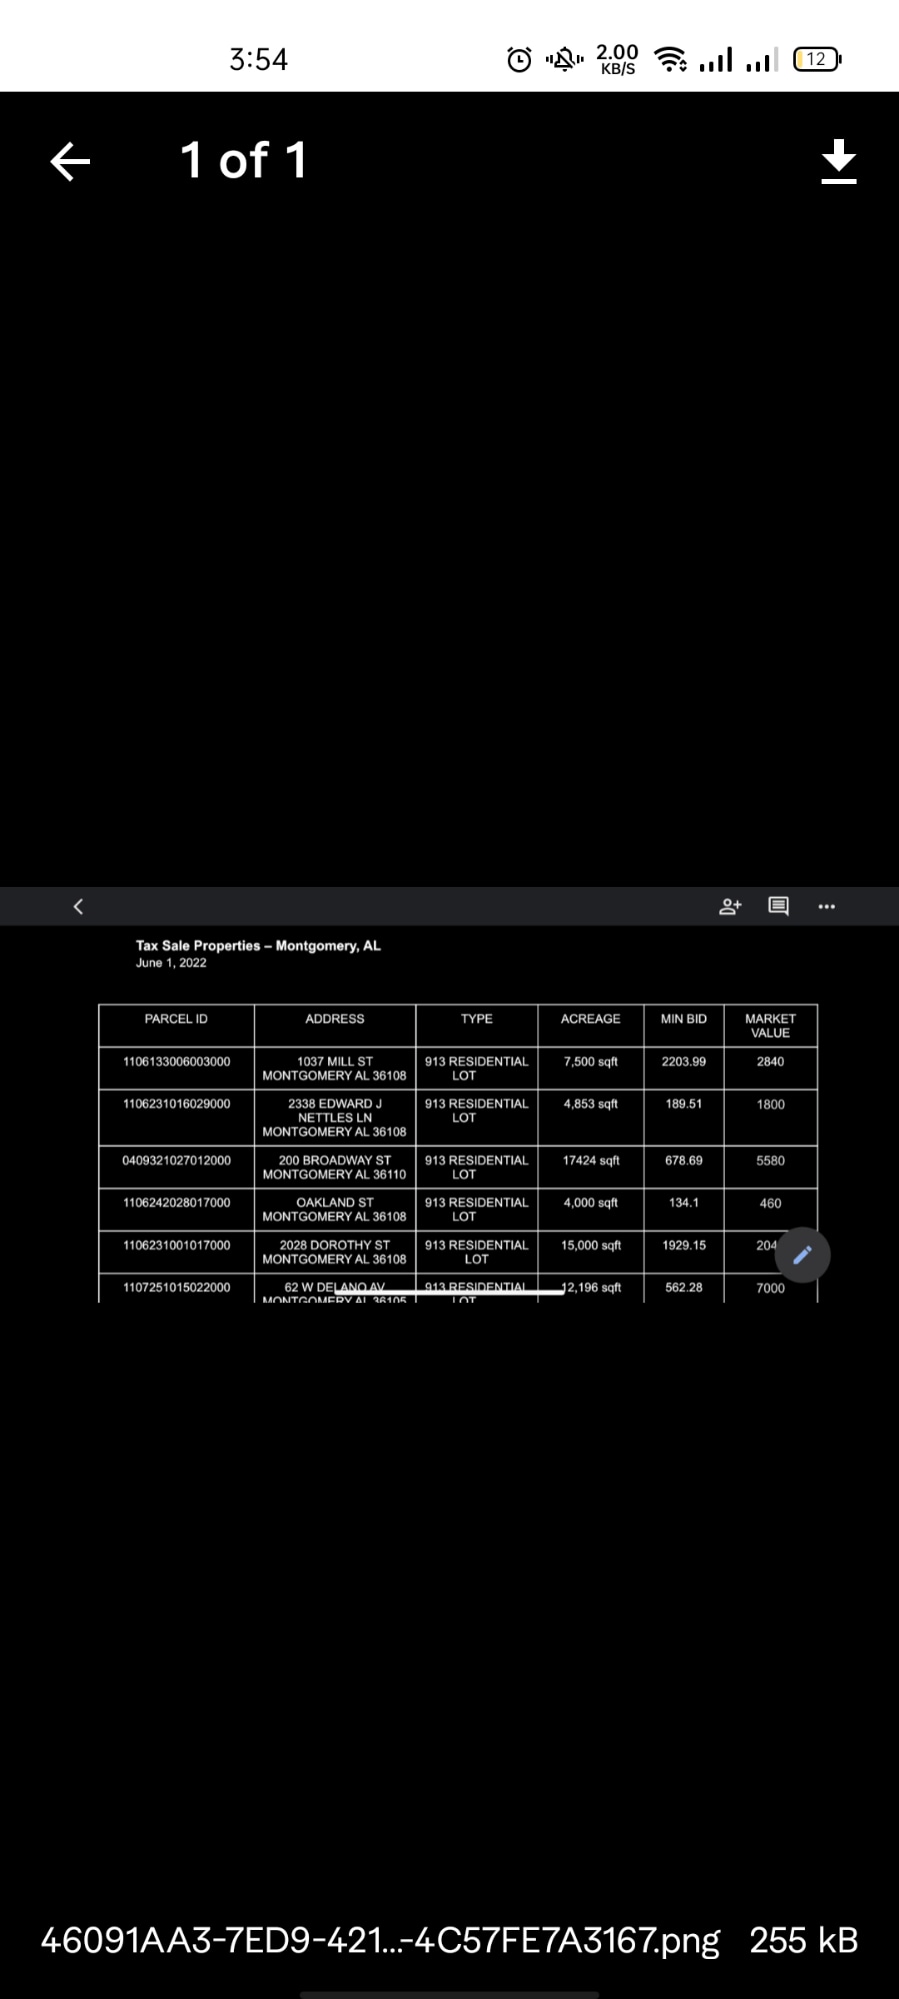 3:54
2.00 KB/S
12
1 of 1
Tax Sale Properties – Montgomery, AL
June 1, 2022
PARCEL ID ADDRESS TYPE ACREAGE MIN BID MARKET VALUE
1106133006003000 1037 MILL ST MONTGOMERY AL 36108 913 RESIDENTIAL LOT 7,500 sqft 2203.99 2840
1106231016029000 2338 EDWARD J NETTLES LN MONTGOMERY AL 36108 913 RESIDENTIAL LOT 4,853 sqft 189.51 1800
0409321027012000 200 BROADWAY ST MONTGOMERY AL 36110 913 RESIDENTIAL LOT 17424 sqft 678.69 5580
1106242028017000 OAKLAND ST MONTGOMERY AL 36108 913 RESIDENTIAL LOT 4,000 sqft 134.1 460
1106231001017000 2028 DOROTHY ST MONTGOMERY AL 36108 913 RESIDENTIAL LOT 15,000 sqft 1929.15 204
1107251015022000 62 W DELANO AV MONTGOMERY AL 36105 913 RESIDENTIAL LOT 12,196 sqft 562.28 7000
46091AA3-7ED9-421...-4C57FE7A3167.png 255 kB